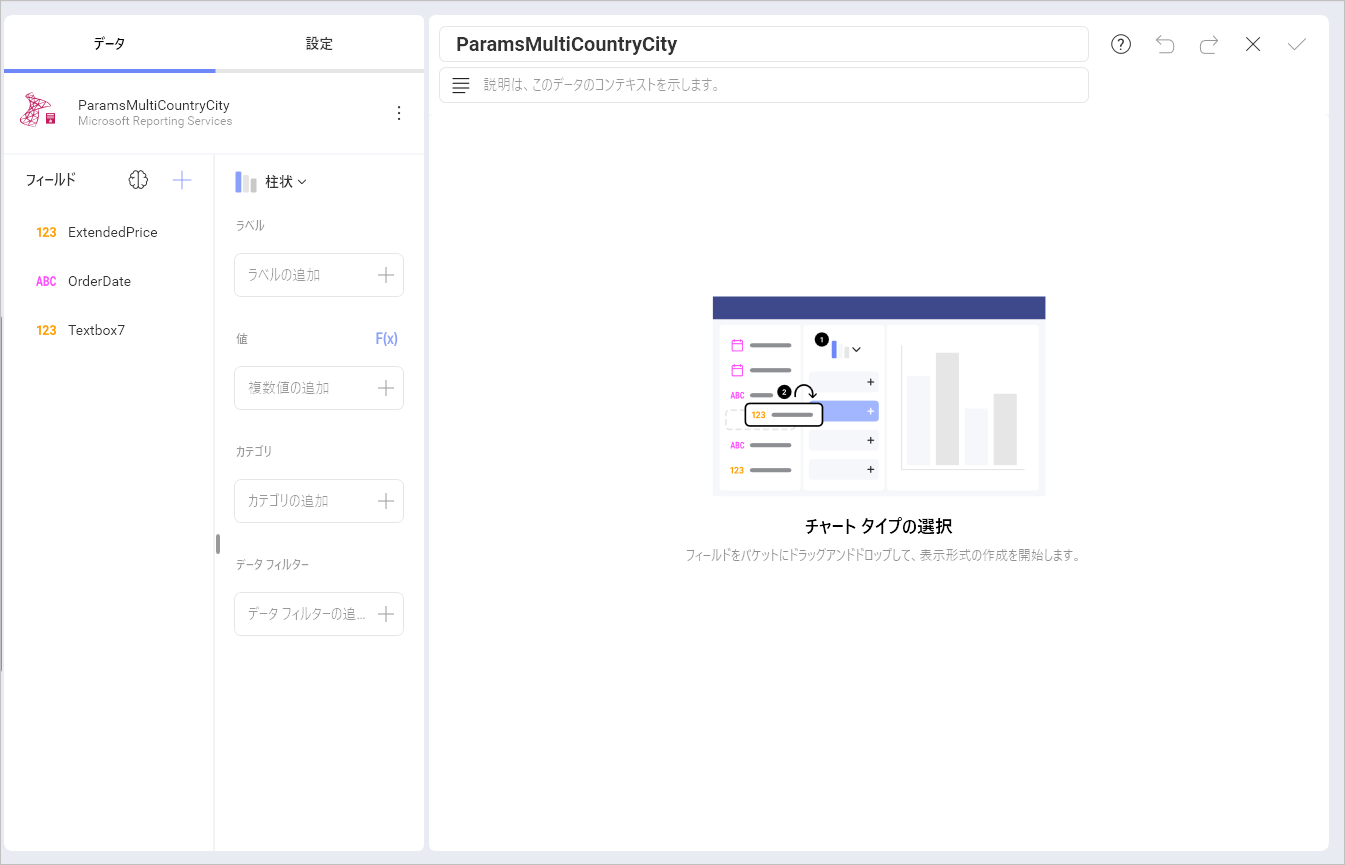 データ
設定
ParamsMultiCountryCity
Microsoft Reporting Services
フィールド
123 ExtendedPrice
ABC OrderDate
123 Textbox7
柱状
ラベル
ラベルの追加
値 F(x)
複数値の追加
カテゴリ
カテゴリの追加
データ フィルター
データ フィルターの追...
ParamsMultiCountryCity
説明は、このデータのコンテキストを示します。
1
ABC
2
123
ABC
123
チャート タイプの選択
フィールドをバケットにドラッグアンドドロップして、表示形式の作成を開始します。